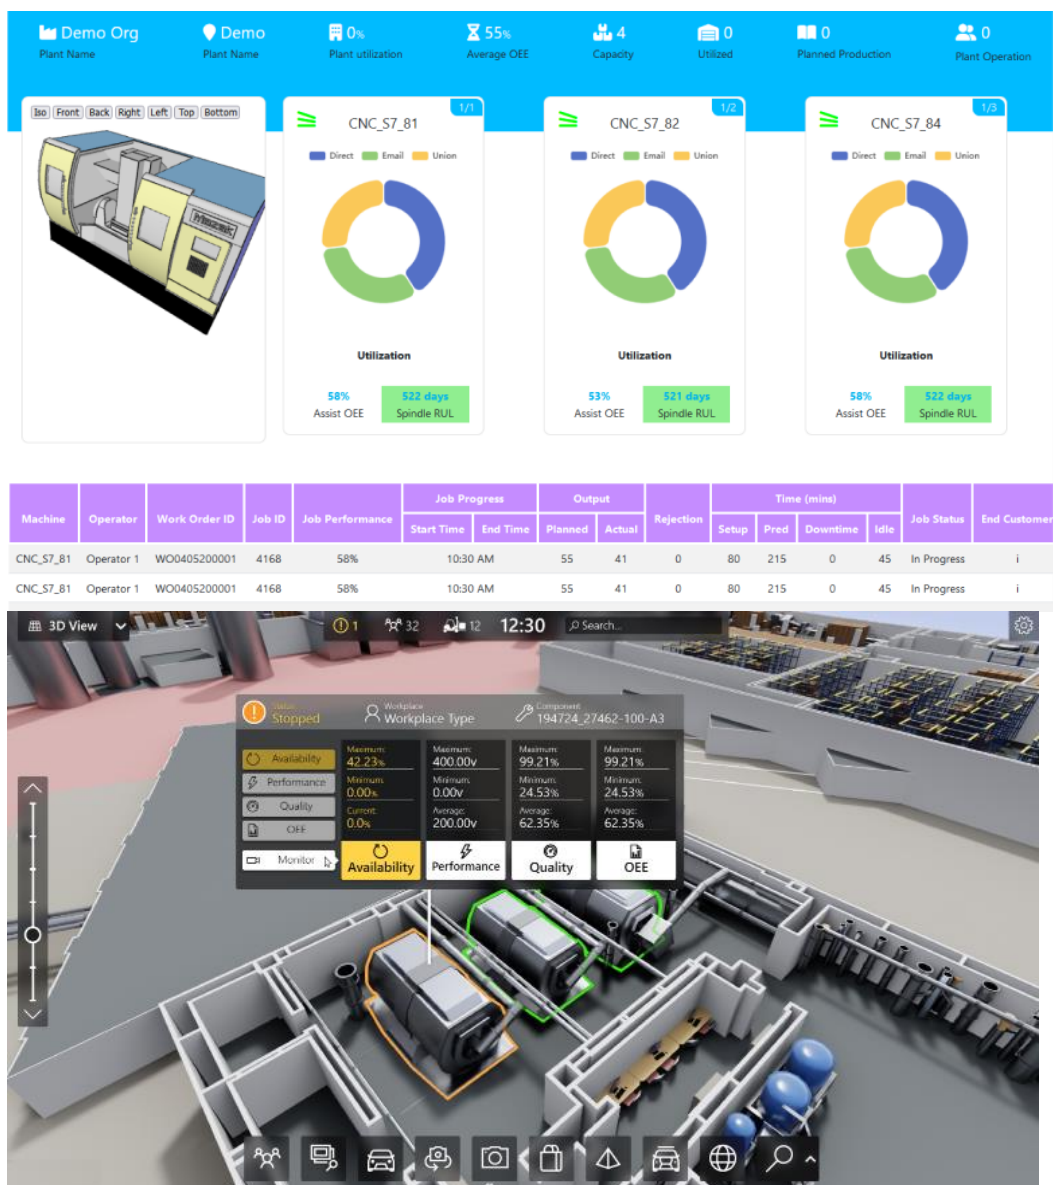 Demo Org
Plant Name
Demo
Plant Name
0%
Plant utilization
55%
Average OEE
4
Capacity
0
Utilized
0
Planned Production
0
Plant Operation
Iso Front Back Right Left Top Bottom
Mazak
1/1
CNC_S7_81
Direct Email Union
Utilization
58%
Assist OEE
522 days
Spindle RUL
1/2
CNC_S7_82
Direct Email Union
Utilization
53%
Assist OEE
521 days
Spindle RUL
1/3
CNC_S7_84
Direct Email Union
Utilization
58%
Assist OEE
522 days
Spindle RUL
Machine Operator Work Order ID Job ID Job Performance Job Progress Output Rejection Time (mins) Job Status End Customer
Start Time End Time Planned Actual Setup Pred Downtime Idle
CNC_S7_81 Operator 1 WO0405200001 4168 58% 10:30 AM 55 41 0 80 215 0 45 In Progress i
CNC_S7_81 Operator 1 WO0405200001 4168 58% 10:30 AM 55 41 0 80 215 0 45 In Progress i
3D View 1 32 12 12:30 Search...
Status
Stopped
Workplace
Workplace Type
Component
194724_27462-100-A3
Availability
Performance
Quality
OEE
Monitor
Maximum:
42.23%
Minimum:
0.00%
Current:
0.0%
Availability
Maximum:
400.00v
Minimum:
0.00v
Average:
200.00v
Performance
Maximum:
99.21%
Minimum:
24.53%
Average:
62.35%
Quality
Maximum:
99.21%
Minimum:
24.53%
Average:
62.35%
OEE